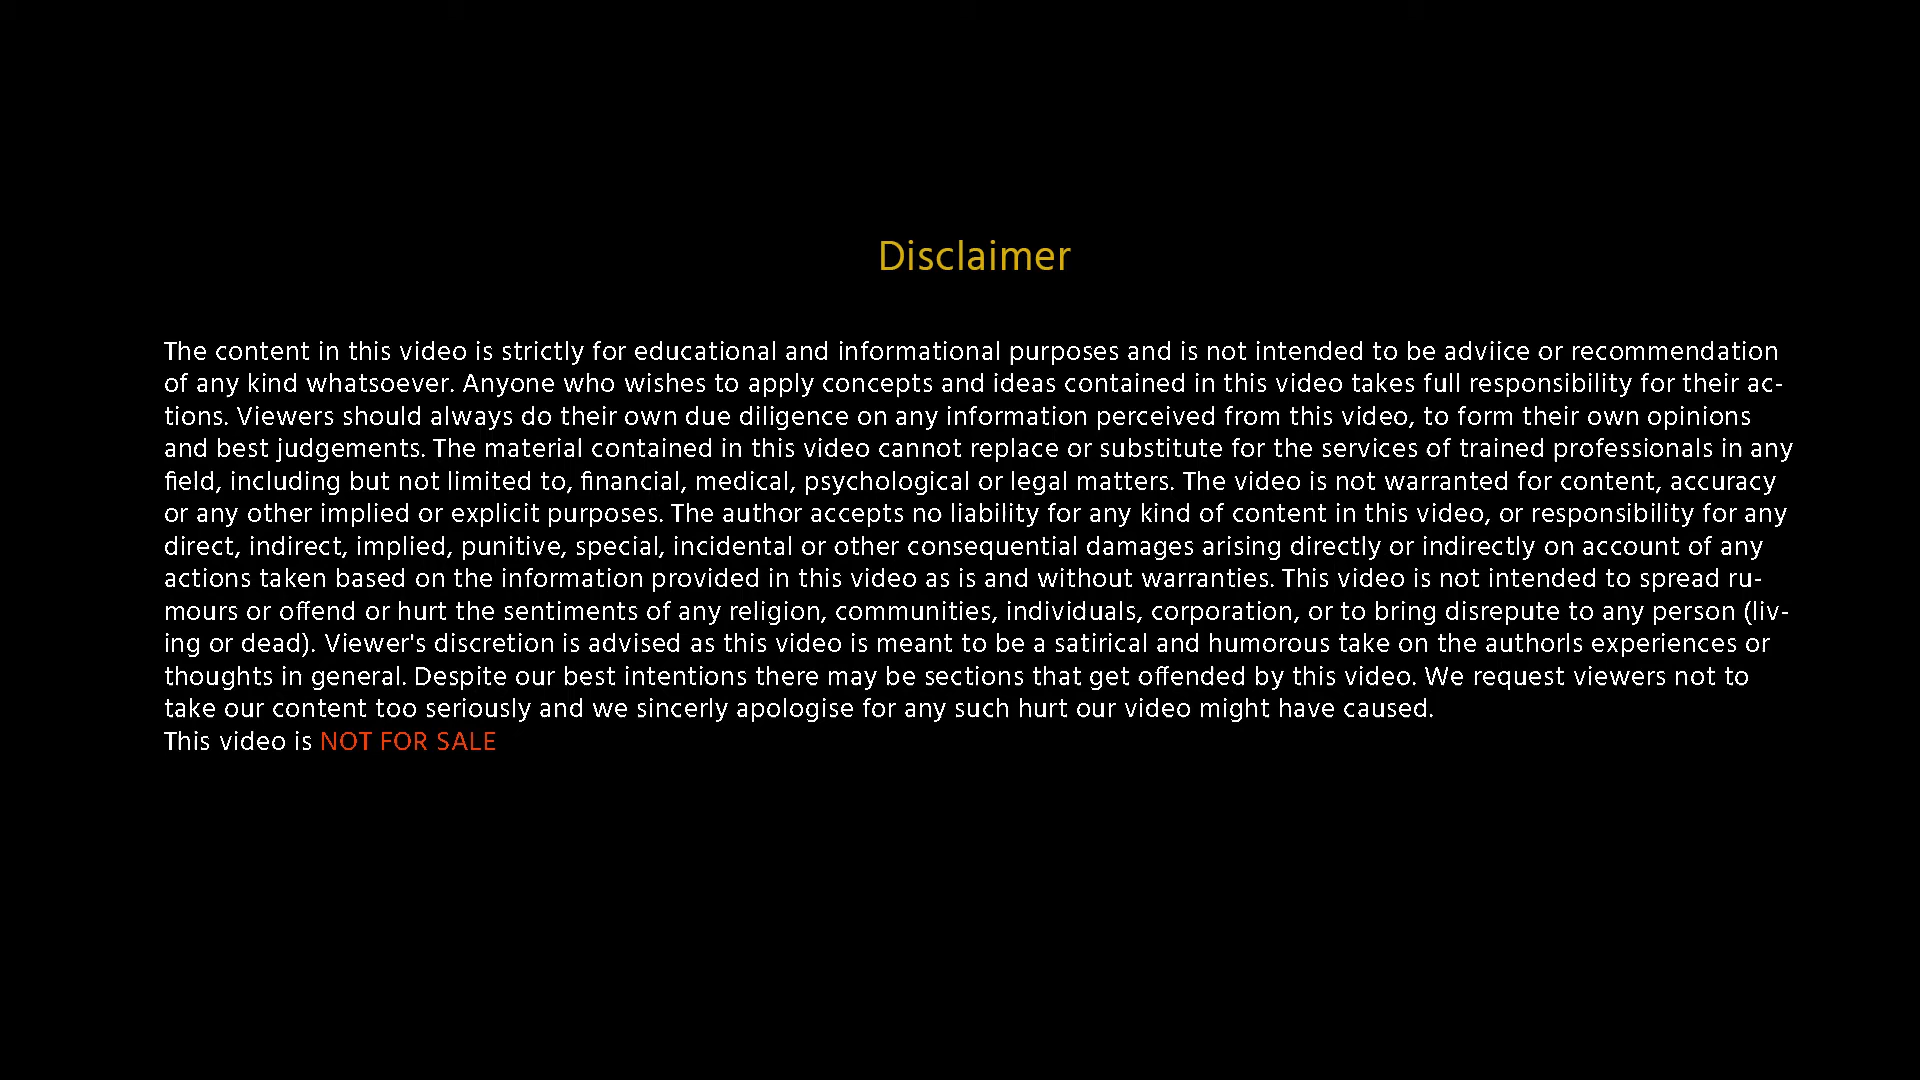 Disclaimer
The content in this video is strictly for educational and informational purposes and is not intended to be adviice or recommendation
of any kind whatsoever. Anyone who wishes to apply concepts and ideas contained in this video takes full responsibility for their ac-
tions. Viewers should always do their own due diligence on any information perceived from this video, to form their own opinions
and best judgements. The material contained in this video cannot replace or substitute for the services of trained professionals in any
field, including but not limited to, financial, medical, psychological or legal matters. The video is not warranted for content, accuracy
or any other implied or explicit purposes. The author accepts no liability for any kind of content in this video, or responsibility for any
direct, indirect, implied, punitive, special, incidental or other consequential damages arising directly or indirectly on account of any
actions taken based on the information provided in this video as is and without warranties. This video is not intended to spread ru-
mours or offend or hurt the sentiments of any religion, communities, individuals, corporation, or to bring disrepute to any person (liv-
ing or dead). Viewer's discretion is advised as this video is meant to be a satirical and humorous take on the authorls experiences or
thoughts in general. Despite our best intentions there may be sections that get offended by this video. We request viewers not to
take our content too seriously and we sincerly apologise for any such hurt our video might have caused.
This video is NOT FOR SALE